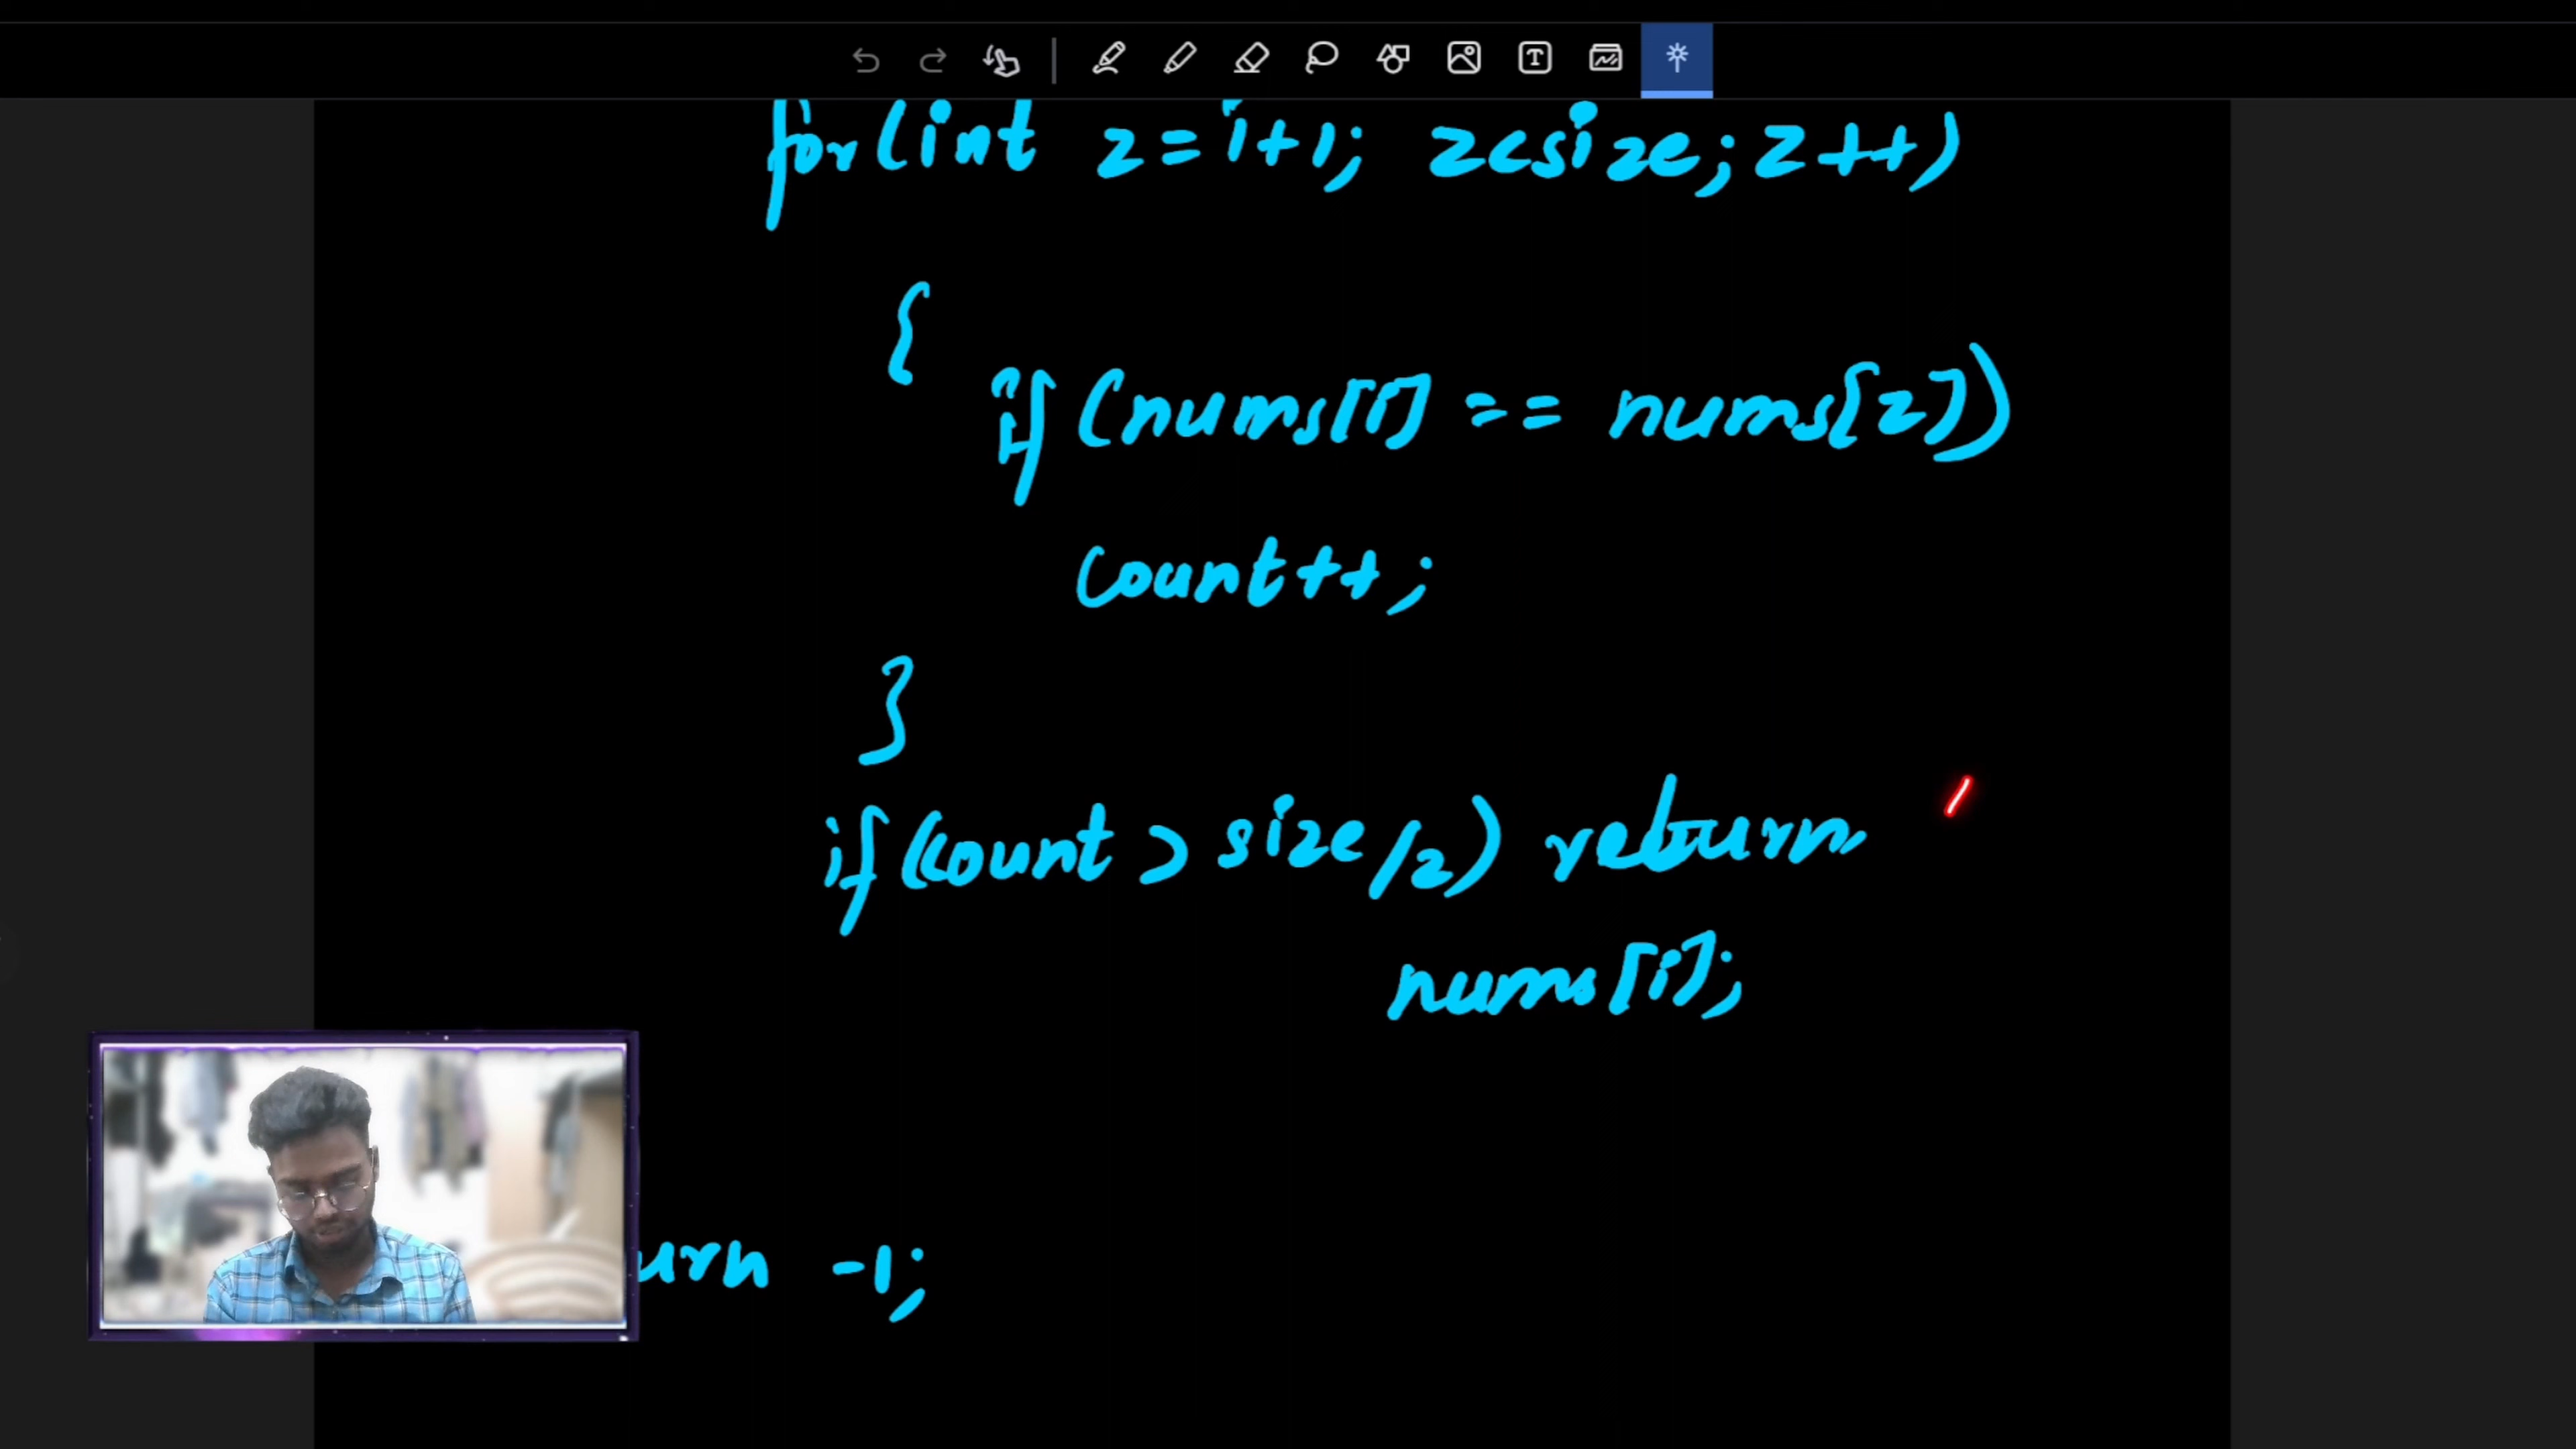 for(int z=i+1; z<size; z++)
{
if (nums[i] == nums[z])
count++;
}
if(count > size/2) return
nums[i];
urn -1;